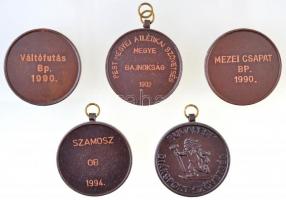 Váltófutás
Bp.
1990.
PEST MEGYEI ATLÉTIKAI SZÖVETSÉG
MEGYE
BAJNOKSÁG
MEZEI CSAPAT
BP.
1990.
SZAMOSZ
OB
1994.